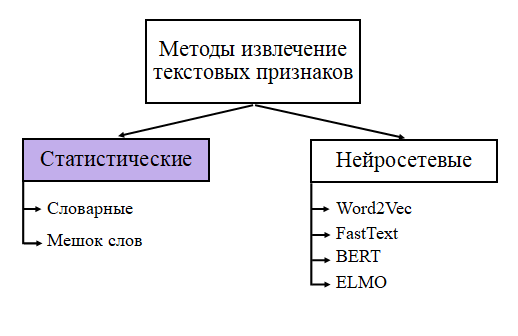 Методы извлечение
текстовых признаков
Статистические
Словарные
Мешок слов
Нейросетевые
Word2Vec
FastText
BERT
ELMO